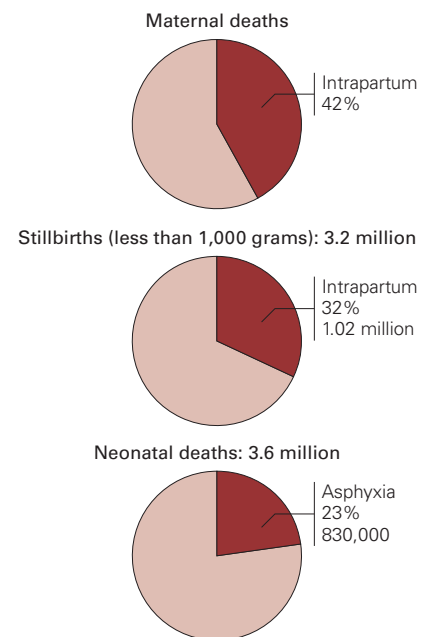 Maternal deaths
Intrapartum
42%
Stillbirths (less than 1,000 grams): 3.2 million
Intrapartum
32%
1.02 million
Neonatal deaths: 3.6 million
Asphyxia
23%
830,000